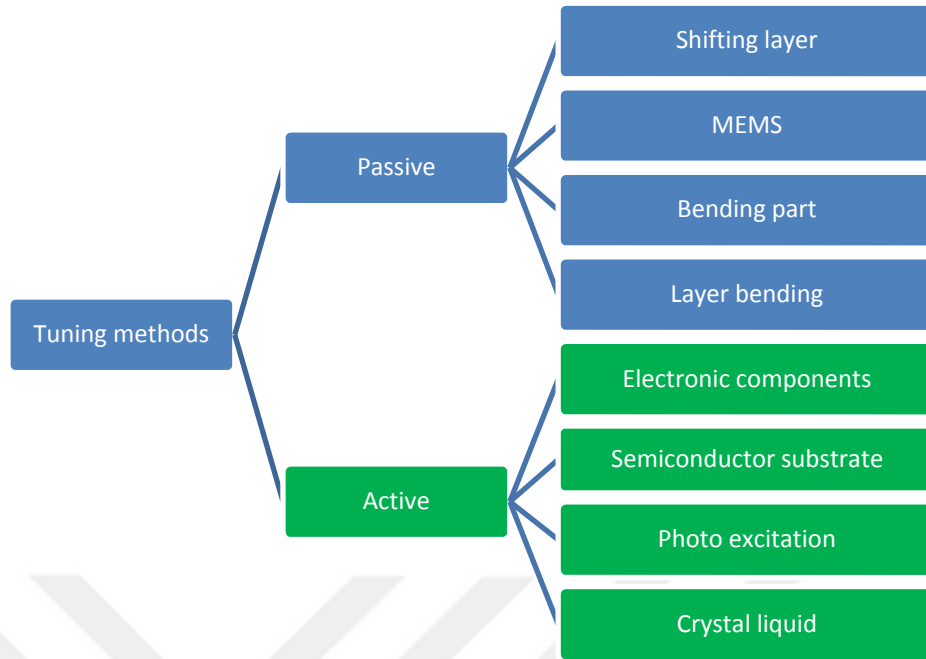 Tuning methods
Passive
Shifting layer
MEMS
Bending part
Layer bending
Active
Electronic components
Semiconductor substrate
Photo excitation
Crystal liquid